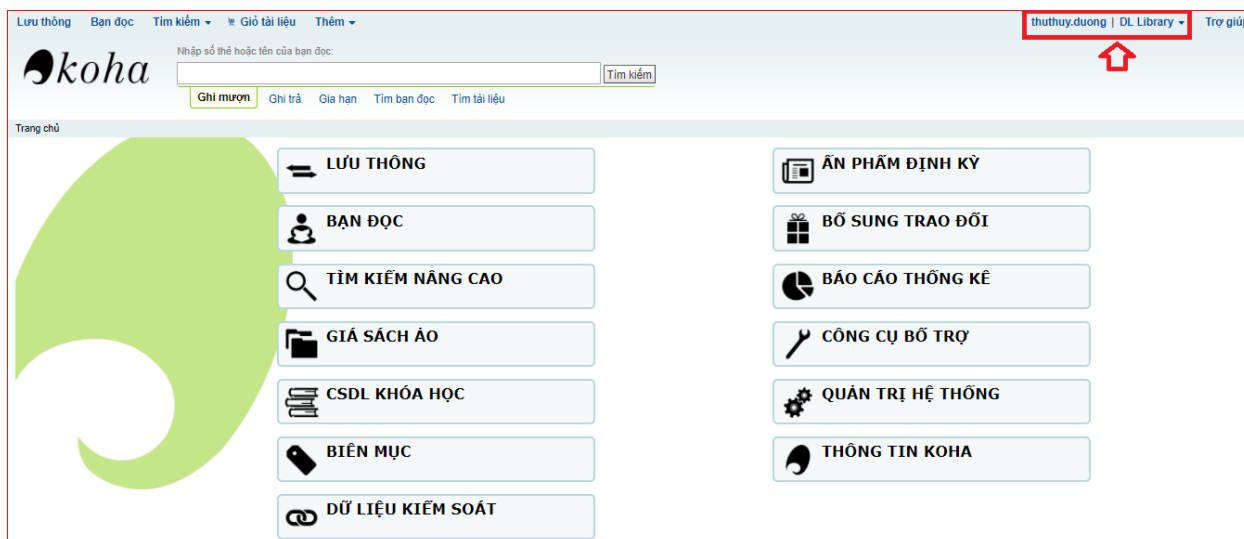 Lưu thông Bạn đọc Tìm kiếm Giỏ tài liệu Thêm thuthuy.duong | DL Library Trợ giúp
koha
Nhập số thẻ hoặc tên của bạn đọc:
Tìm kiếm
Ghi mượn Ghi trả Gia hạn Tìm bạn đọc Tìm tài liệu
Trang chủ
LƯU THÔNG
BẠN ĐỌC
TÌM KIẾM NÂNG CAO
GIÁ SÁCH ẢO
CSDL KHÓA HỌC
BIÊN MỤC
DỮ LIỆU KIỂM SOÁT
ẤN PHẨM ĐỊNH KỲ
BỔ SUNG TRAO ĐỔI
BÁO CÁO THỐNG KÊ
CÔNG CỤ BỔ TRỢ
QUẢN TRỊ HỆ THỐNG
THÔNG TIN KOHA